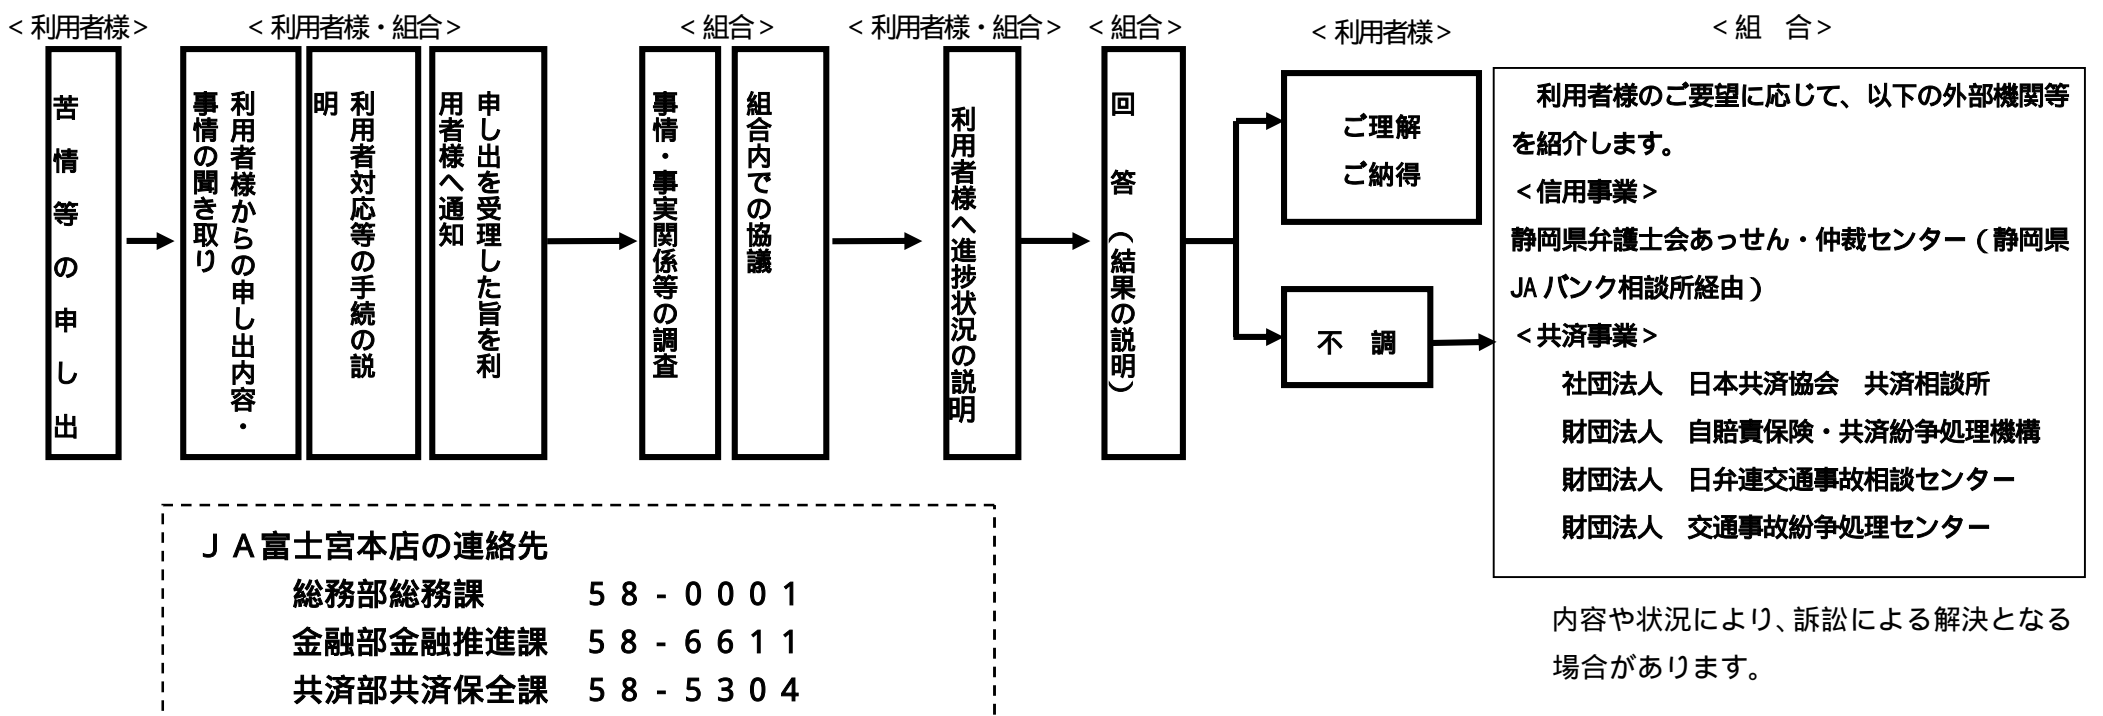 <利用者様>
苦情等の申し出
<利用者様・組合>
利用者様からの申し出内容・
事情の聞き取り
利用者対応等の手続の説
明
申し出を受理した旨を利
用者様へ通知
<組合>
事情・事実関係等の調査
組合内での協議
<利用者様・組合>
利用者様へ進捗状況の説明
<組合>
回答（結果の説明）
<利用者様>
ご理解
ご納得
不　調
<組　合>
利用者様のご要望に応じて、以下の外部機関等
を紹介します。
<信用事業>
静岡県弁護士会あっせん・仲裁センター（静岡県
JAバンク相談所経由）
<共済事業>
社団法人　日本共済協会　共済相談所
財団法人　自賠責保険・共済紛争処理機構
財団法人　日弁連交通事故相談センター
財団法人　交通事故紛争処理センター
内容や状況により、訴訟による解決となる
場合があります。
ＪＡ富士宮本店の連絡先
総務部総務課　５８-０００１
金融部金融推進課　５８-６６１１
共済部共済保全課　５８-５３０４